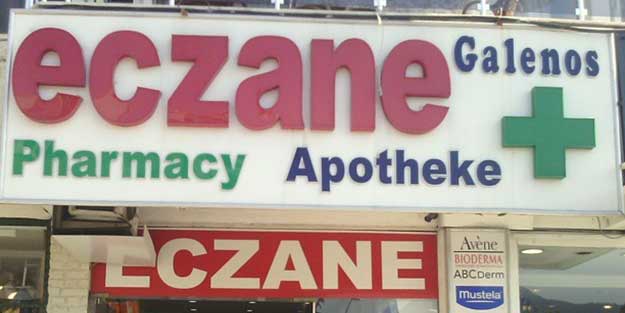 eczane Galenos
Pharmacy Apotheke
ECZANE
Avène
BIODERMA
ABCDerm
Mustela